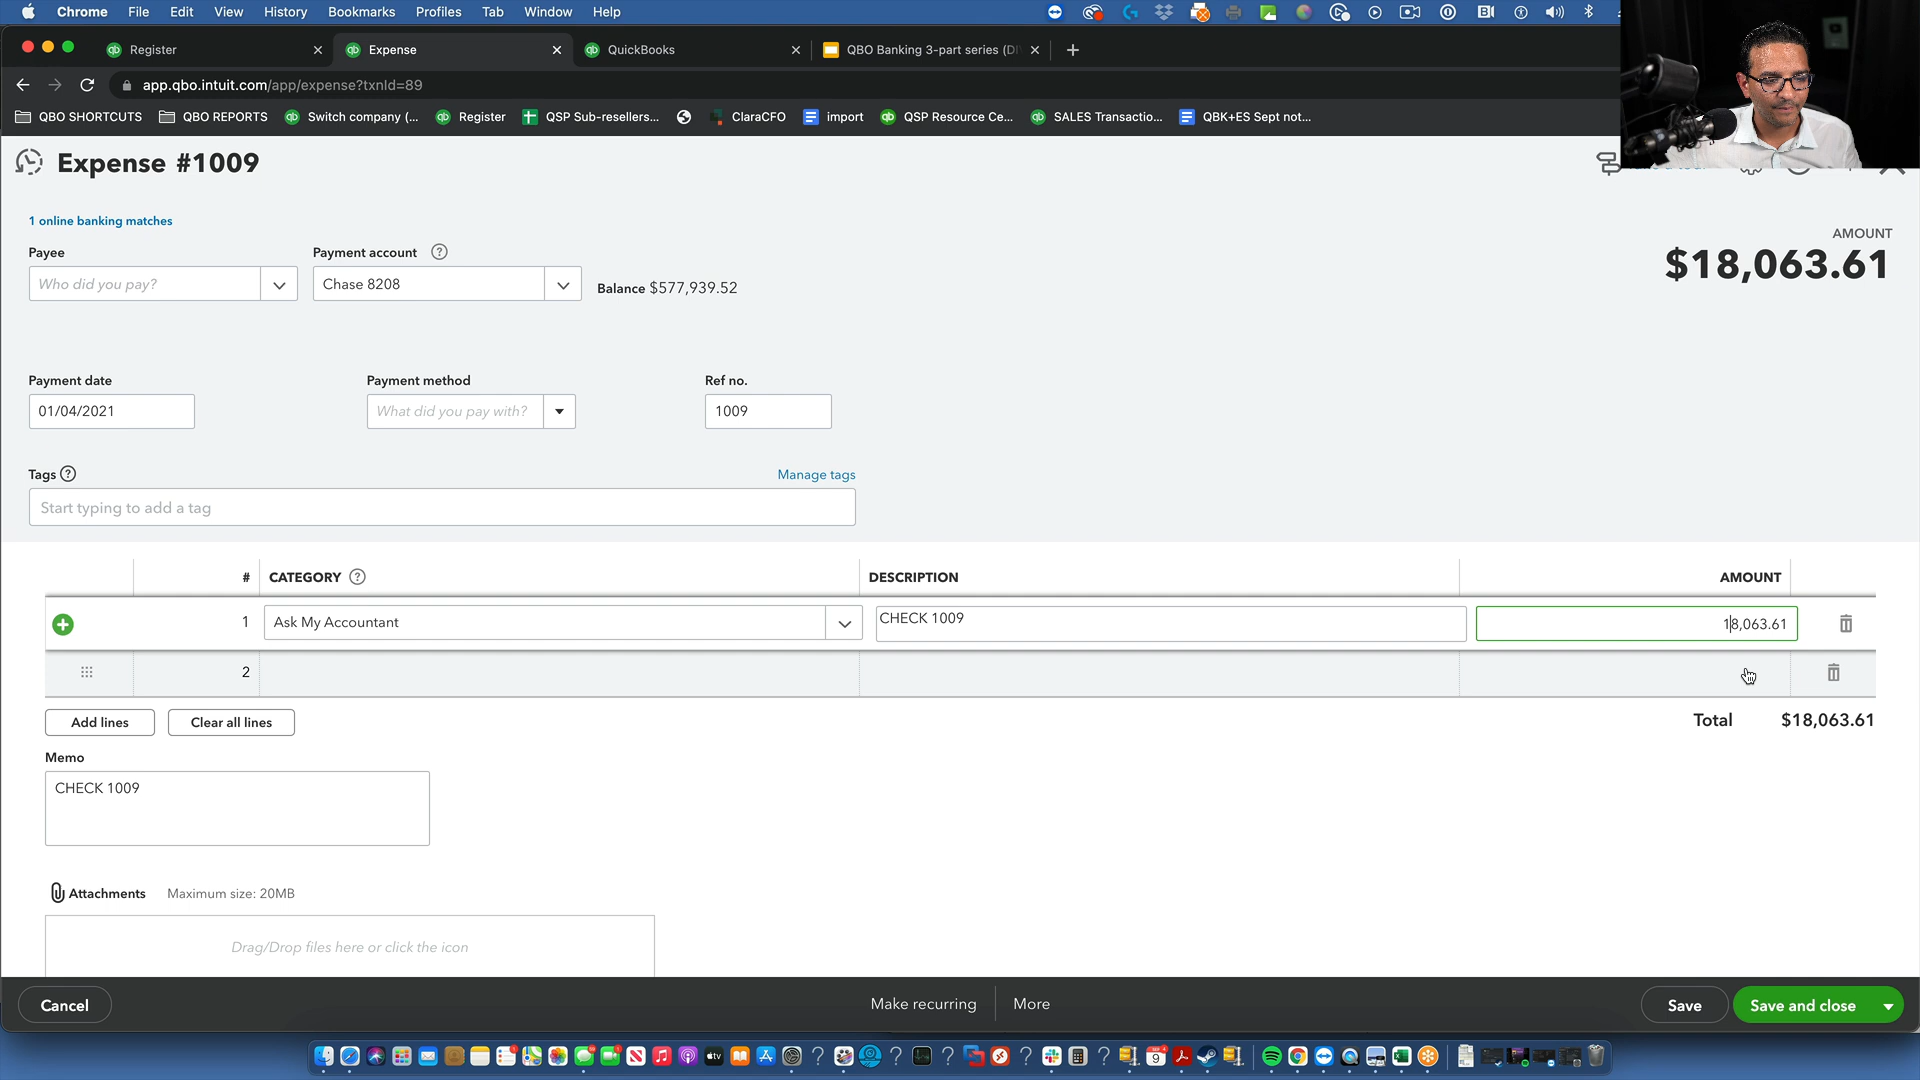 Chrome File Edit View History Bookmarks Profiles Tab Window Help
Register Expense QuickBooks QBO Banking 3-part series (DI
app.qbo.intuit.com/app/expense?txnId=89
QBO SHORTCUTS QBO REPORTS Switch company (... Register QSP Sub-resellers... ClaraCFO import QSP Resource Ce... SALES Transactio... QBK+ES Sept not...
Expense #1009
1 online banking matches
AMOUNT
$18,063.61
Payee Payment account
Who did you pay? Chase 8208 Balance $577,939.52
Payment date Payment method Ref no.
01/04/2021 What did you pay with? 1009
Tags Manage tags
Start typing to add a tag
# CATEGORY DESCRIPTION AMOUNT
1 Ask My Accountant CHECK 1009 18,063.61
2
Add lines Clear all lines Total $18,063.61
Memo
CHECK 1009
Attachments Maximum size: 20MB
Drag/Drop files here or click the icon
Cancel Make recurring More Save Save and close